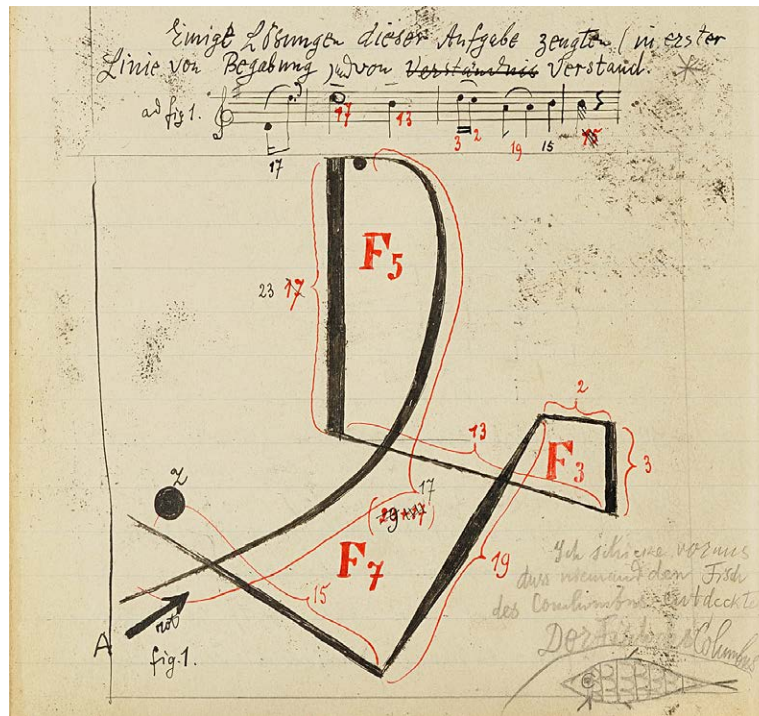 Einige Lösungen dieser Aufgabe zeugten (in erster
Linie von Begabung) und von Verständnis Verstand.
ad fig 1.
17 17 13 3 2 19 15 15
F5
23 17
2
13
F3
3
Z
17
(29+17)
F7
19
15
A
rot
fig.1.
Ich schicke voraus
dass niemand den Fisch
des Columbus entdeckte
Der Fisch des Columbus